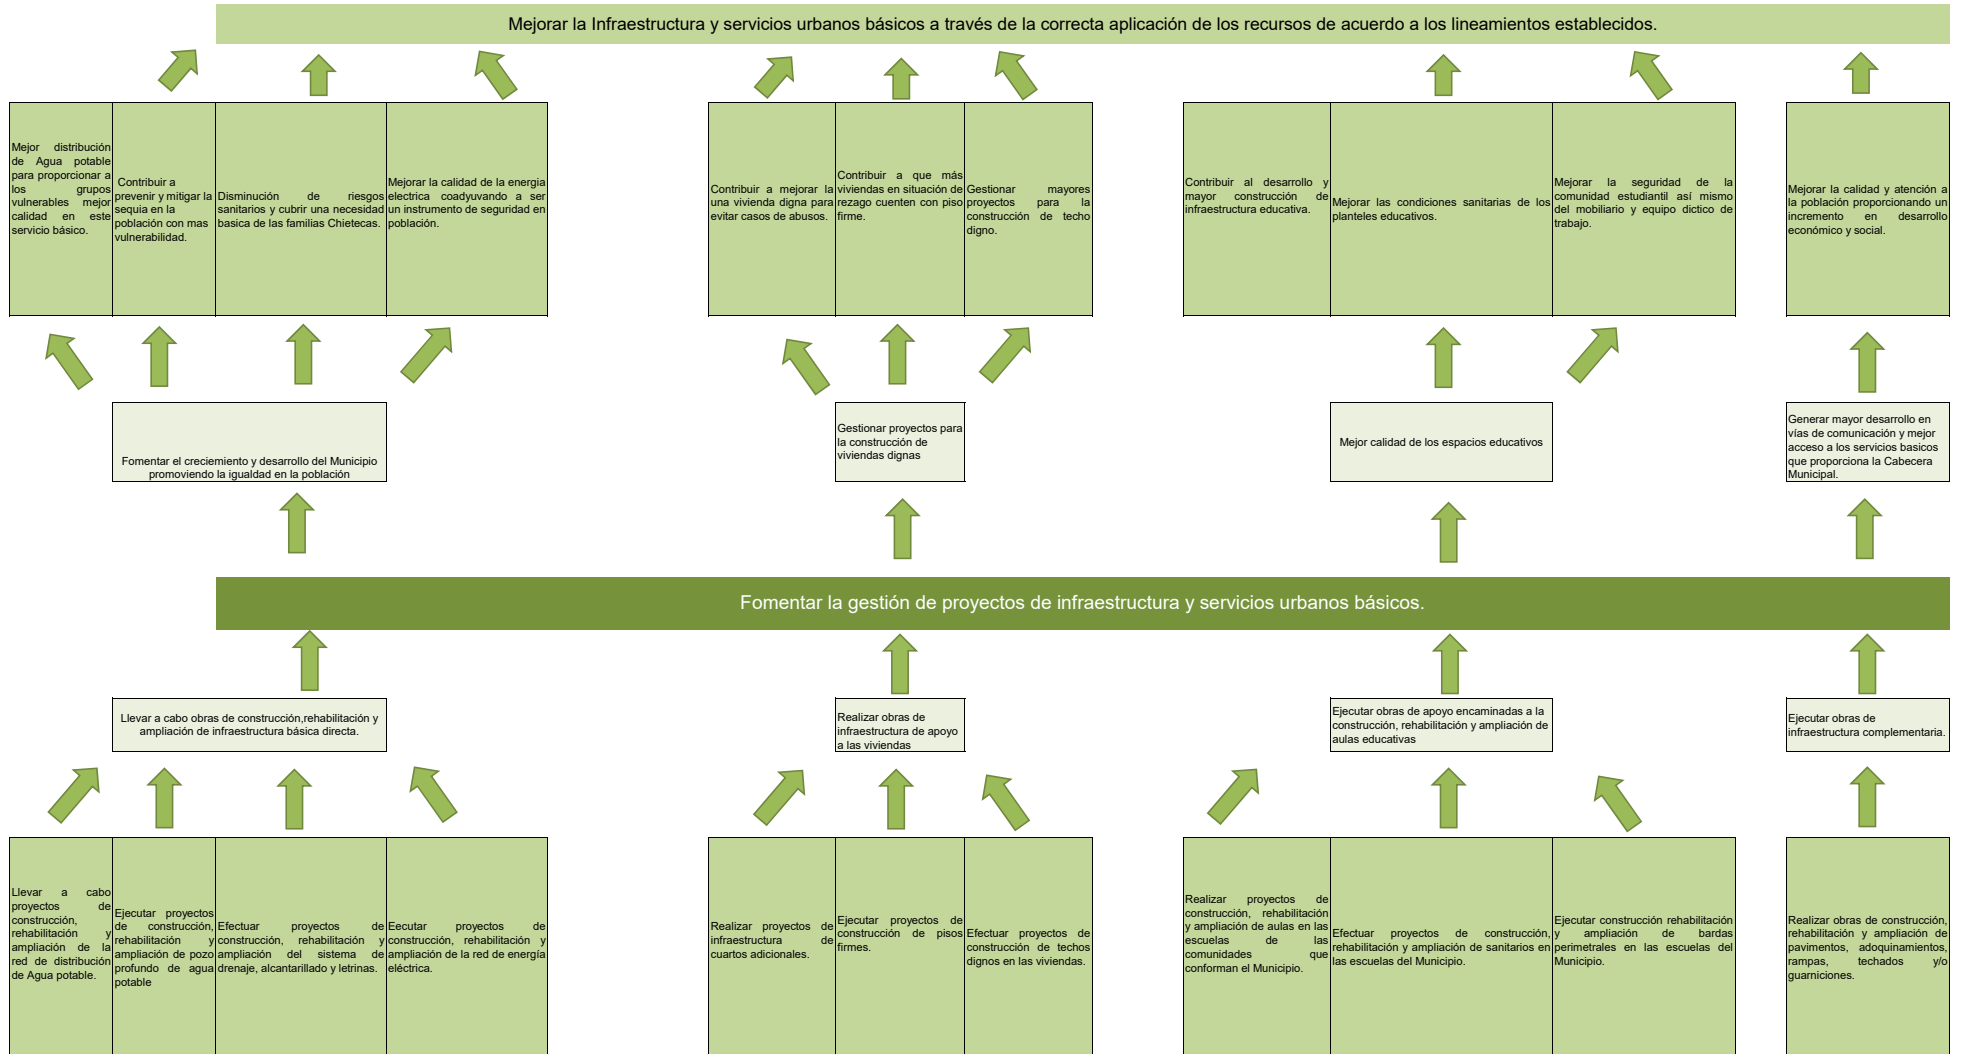 Mejorar la Infraestructura y servicios urbanos básicos a través de la correcta aplicación de los recursos de acuerdo a los lineamientos establecidos.
Mejor distribución
de Agua potable
para proporcionar a
los grupos
vulnerables mejor
calidad en este
servicio básico.
Contribuir a
prevenir y mitigar la
sequia en la
población con mas
vulnerabilidad.
Disminución de riesgos
sanitarios y cubrir una necesidad
basica de las familias Chietecas.
Mejorar la calidad de la energia
electrica coadyuvando a ser
un instrumento de seguridad en
población.
Contribuir a mejorar la
una vivienda digna para
evitar casos de abusos.
Contribuir a que más
viviendas en situación de
rezago cuenten con piso
firme.
Gestionar mayores
proyectos para la
construcción de techo
digno.
Contribuir al desarrollo y
mayor construcción de
infraestructura educativa.
Mejorar las condiciones sanitarias de los
planteles educativos.
Mejorar la seguridad de la
comunidad estudiantil así mismo
del mobiliario y equipo dictico de
trabajo.
Mejorar la calidad y atención a
la población proporcionando un
incremento en desarrollo
económico y social.
Fomentar el creciemiento y desarrollo del Municipio
promoviendo la igualdad en la población
Gestionar proyectos para
la construcción de
viviendas dignas
Mejor calidad de los espacios educativos
Generar mayor desarrollo en
vías de comunicación y mejor
acceso a los servicios basicos
que proporciona la Cabecera
Municipal.
Fomentar la gestión de proyectos de infraestructura y servicios urbanos básicos.
Llevar a cabo obras de construcción,rehabilitación y
ampliación de infraestructura básica directa.
Realizar obras de
infraestructura de apoyo
a las viviendas
Ejecutar obras de apoyo encaminadas a la
construcción, rehabilitación y ampliación de
aulas educativas
Ejecutar obras de
infraestructura complementaria.
Llevar a cabo
proyectos de
construcción,
rehabilitación y
ampliación de la
red de distribución
de Agua potable.
Ejecutar proyectos
de construcción,
rehabilitación y
ampliación de pozo
profundo de agua
potable
Efectuar proyectos de
construcción, rehabilitación y
ampliación del sistema de
drenaje, alcantarillado y letrinas.
Eecutar proyectos de
construcción, rehabilitación y
ampliación de la red de energía
eléctrica.
Realizar proyectos de
infraestructura de
cuartos adicionales.
Ejecutar proyectos de
construcción de pisos
firmes.
Efectuar proyectos de
construcción de techos
dignos en las viviendas.
Realizar proyectos de
construcción, rehabilitación
y ampliación de aulas en las
escuelas de las
comunidades que
conforman el Municipio.
Efectuar proyectos de construcción,
rehabilitación y ampliación de sanitarios en
las escuelas del Municipio.
Ejecutar construcción rehabilitación
y ampliación de bardas
perimetrales en las escuelas del
Municipio.
Realizar obras de construcción,
rehabilitación y ampliación de
pavimentos, adoquinamientos,
rampas, techados y/o
guarniciones.